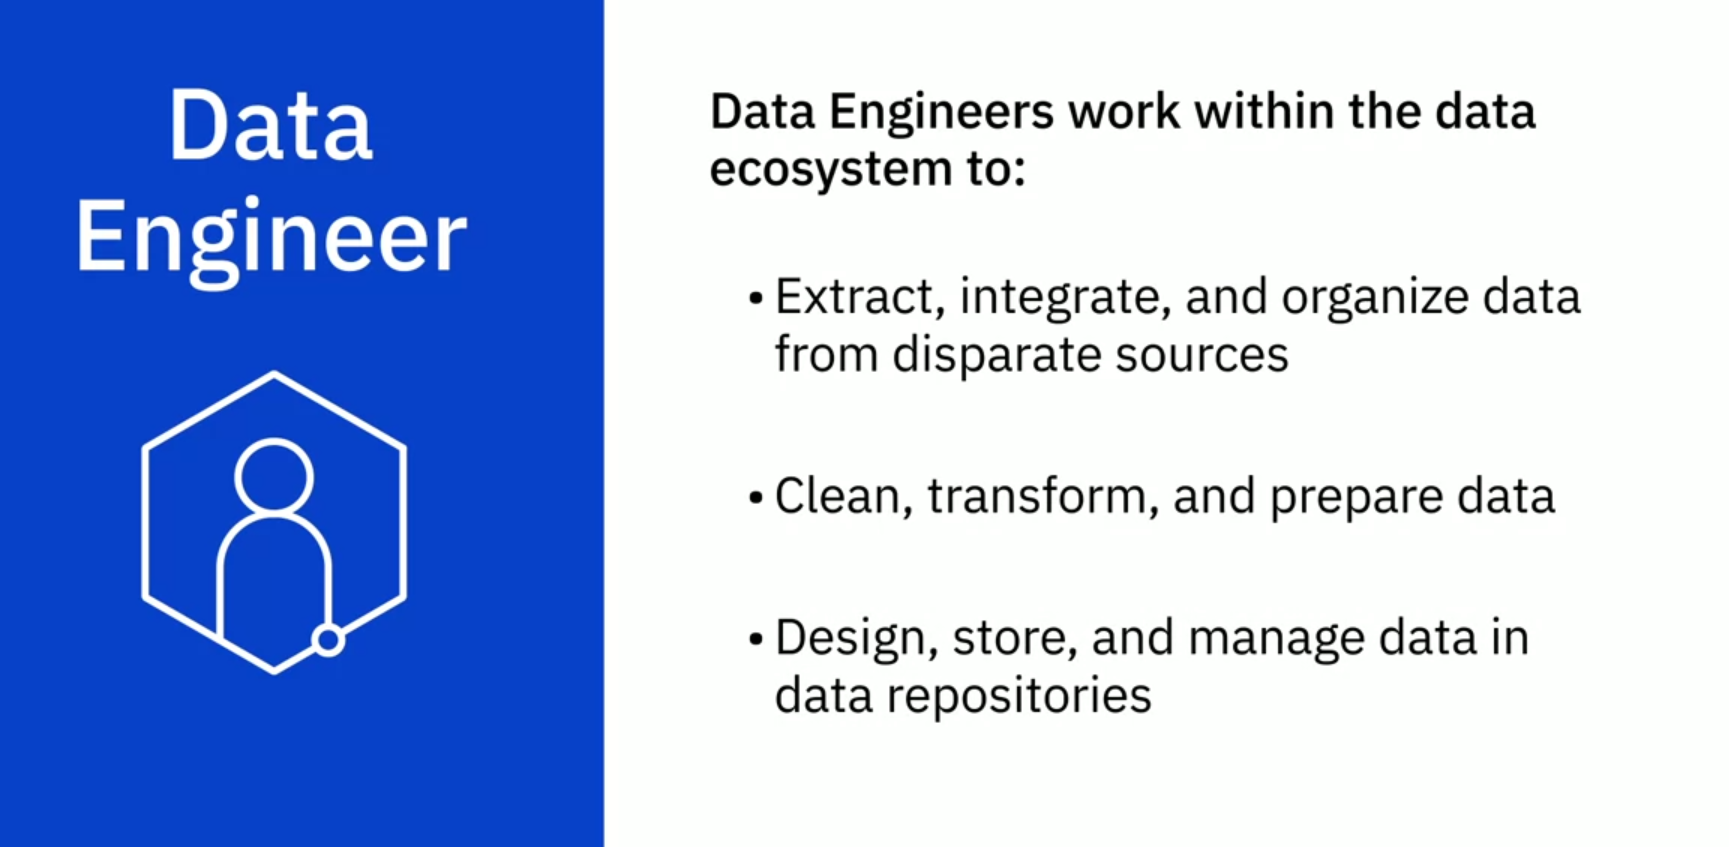 Data
Engineer
Data Engineers work within the data
ecosystem to:
• Extract, integrate, and organize data
from disparate sources
• Clean, transform, and prepare data
• Design, store, and manage data in
data repositories